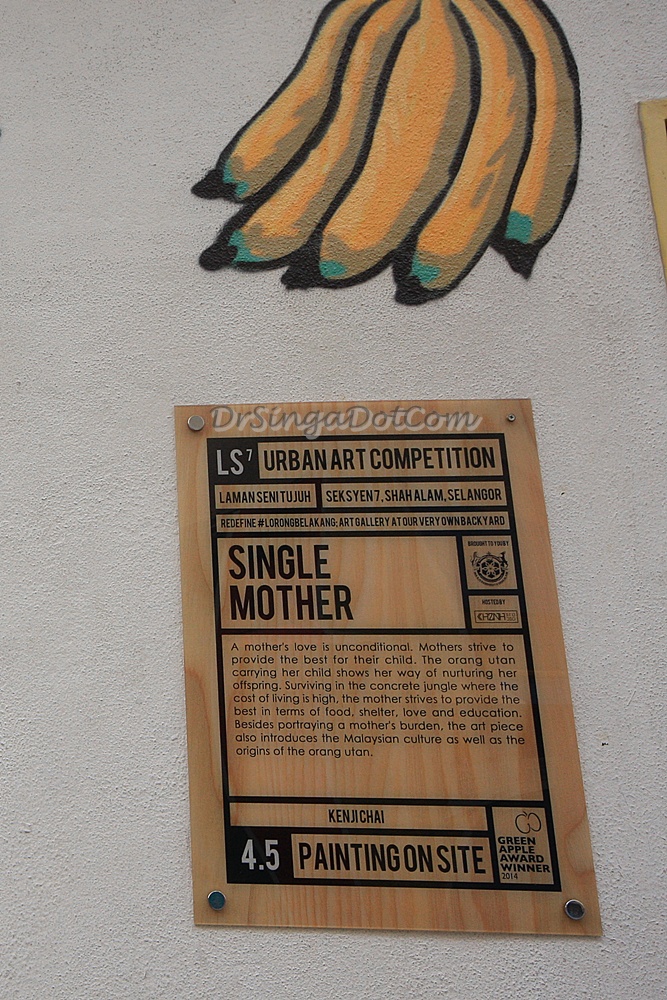 DrSingaDotCom
LS7 URBAN ART COMPETITION
LAMAN SENI TUJUH SEKSYEN 7, SHAH ALAM, SELANGOR
REDEFINE #LORONGBELAKANG; ART GALLERY AT OUR VERY OWN BACKYARD
SINGLE
MOTHER
BROUGHT TO YOU BY
HOSTED BY
A mother's love is unconditional. Mothers strive to
provide the best for their child. The orang utan
carrying her child shows her way of nurturing her
offspring. Surviving in the concrete jungle where the
cost of living is high, the mother strives to provide the
best in terms of food, shelter, love and education.
Besides portraying a mother's burden, the art piece
also introduces the Malaysian culture as well as the
origins of the orang utan.
KENJI CHAI
4.5 PAINTING ON SITE
GREEN
APPLE
AWARD
WINNER
2014